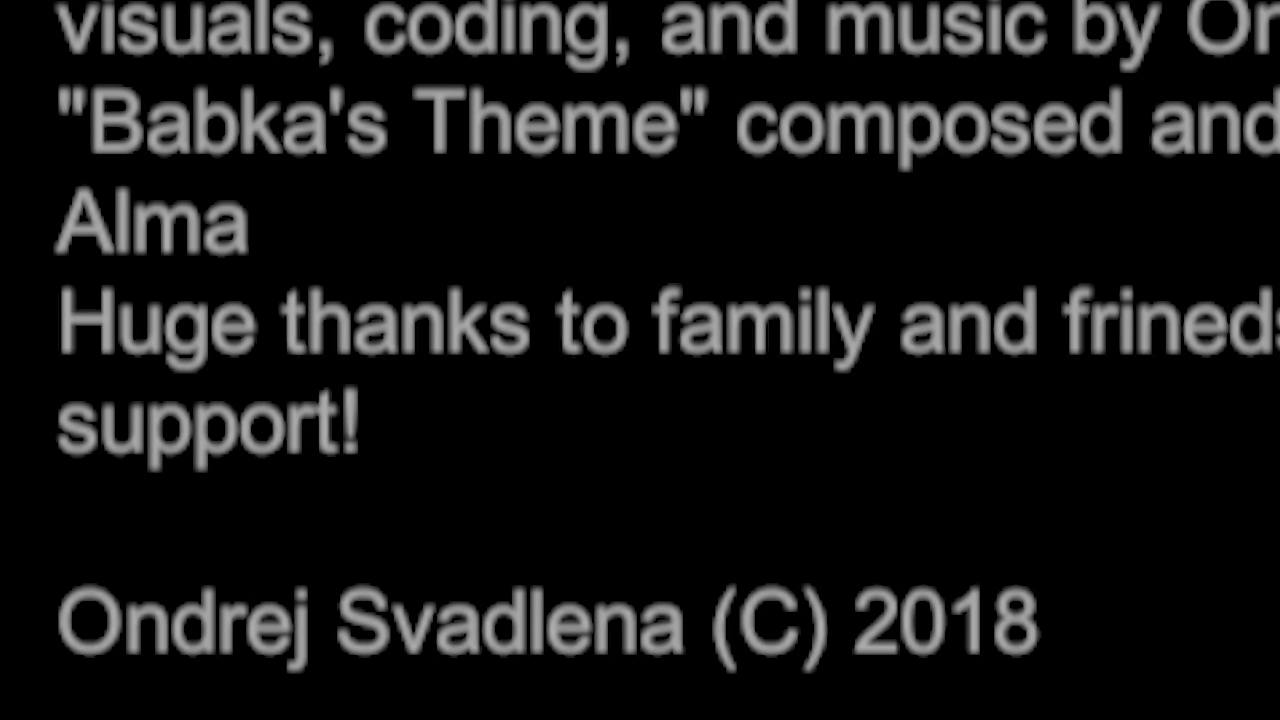 visuals, coding, and music by Or
"Babka's Theme" composed and
Alma
Huge thanks to family and frineds
support!
Ondrej Svadlena (C) 2018